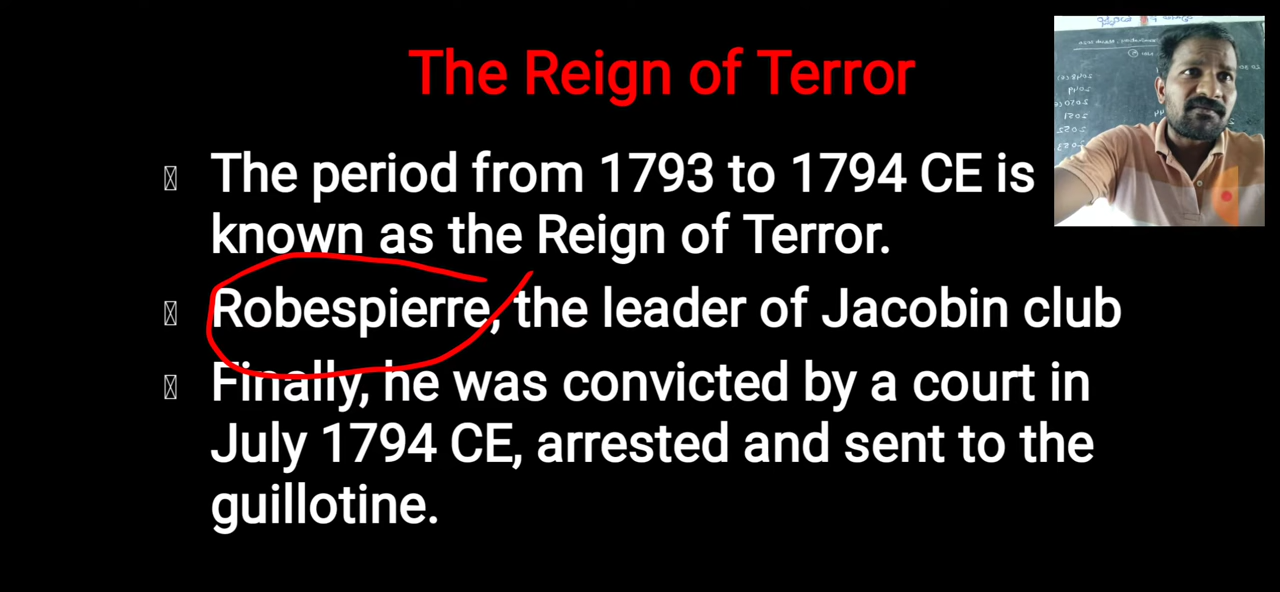 The Reign of Terror
The period from 1793 to 1794 CE is
known as the Reign of Terror.
Robespierre, the leader of Jacobin club
Finally, he was convicted by a court in
July 1794 CE, arrested and sent to the
guillotine.